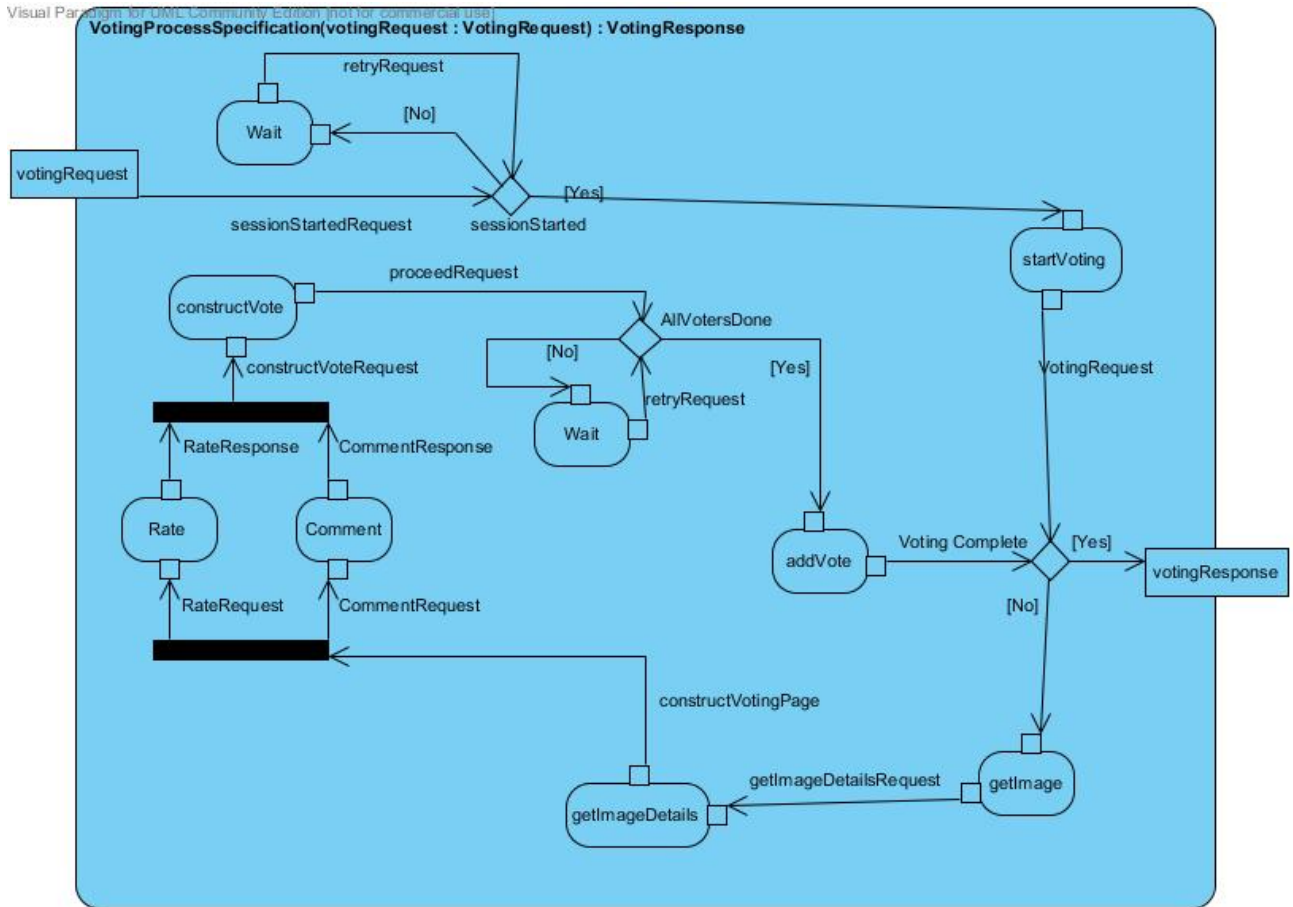 Visual Paradigm for UML Community Edition [not for commercial use]
VotingProcessSpecification(votingRequest : VotingRequest) : VotingResponse
retryRequest
[No]
Wait
votingRequest
[Yes]
sessionStartedRequest
sessionStarted
startVoting
proceedRequest
constructVote
AllVotersDone
[No]
[Yes]
constructVoteRequest
VotingRequest
retryRequest
Wait
RateResponse
CommentResponse
Rate
Comment
Voting Complete
[Yes]
addVote
votingResponse
RateRequest
CommentRequest
[No]
constructVotingPage
getImageDetailsRequest
getImage
getImageDetails